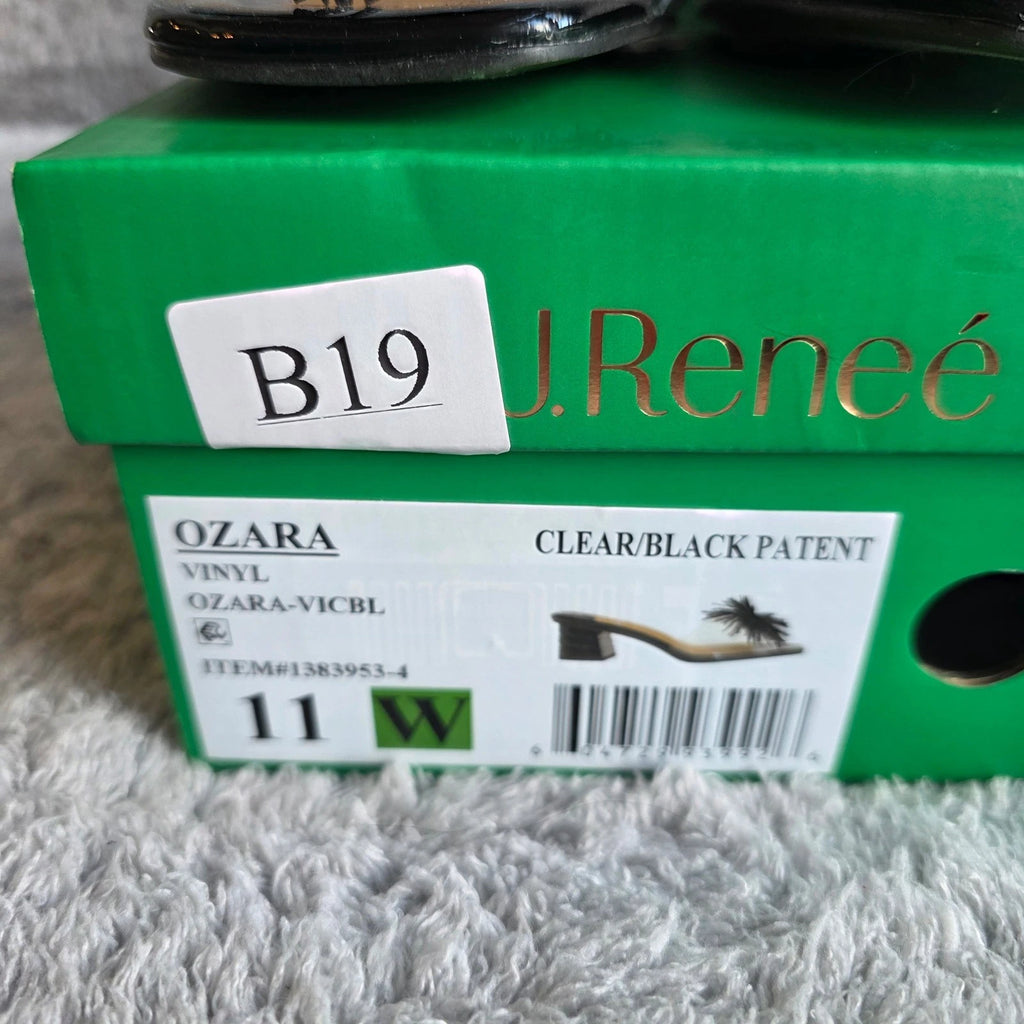 B19
J.Reneé
OZARA
CLEAR/BLACK PATENT
VINYL
OZARA-VICBL
ITEM#1383953-4
11 W